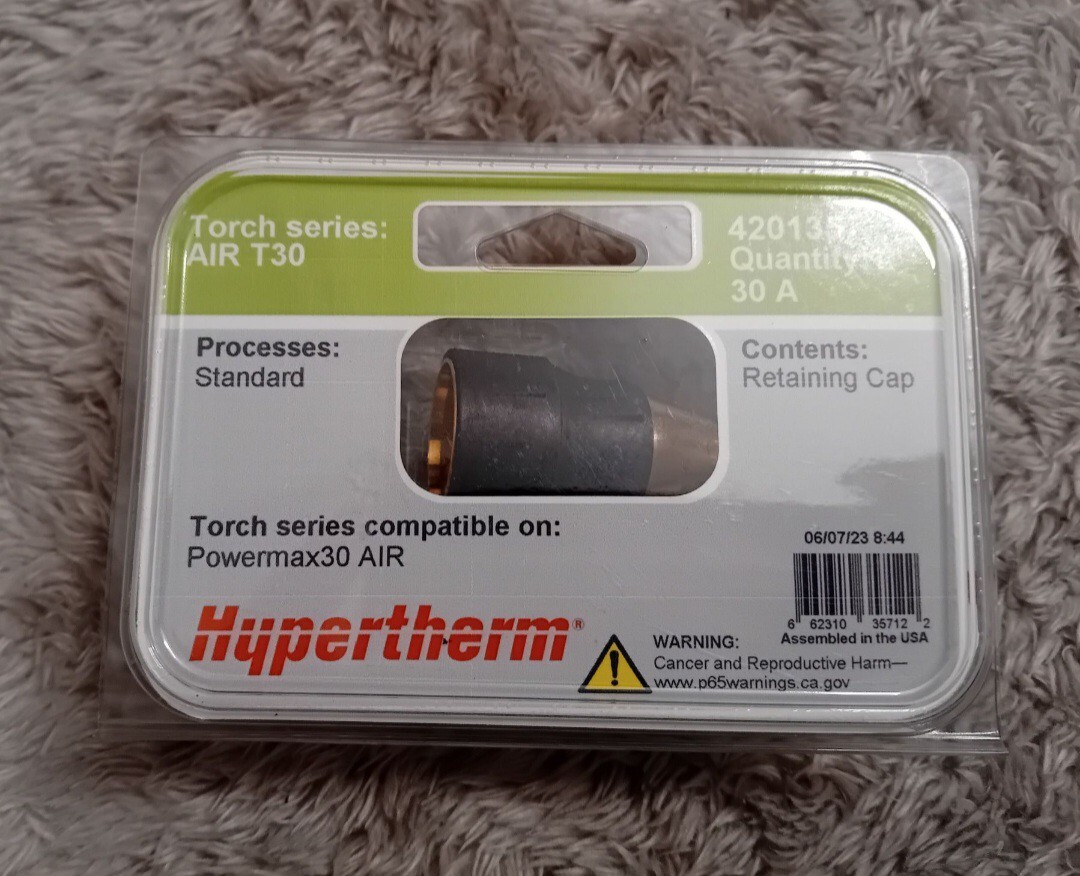 Torch series:
AIR T30
42013
Quantity
30 A
Processes:
Standard
Contents:
Retaining Cap
Torch series compatible on:
Powermax30 AIR
06/07/23 8:44
6 62310 35712 2
Assembled in the USA
Hypertherm®
WARNING:
Cancer and Reproductive Harm—
www.p65warnings.ca.gov